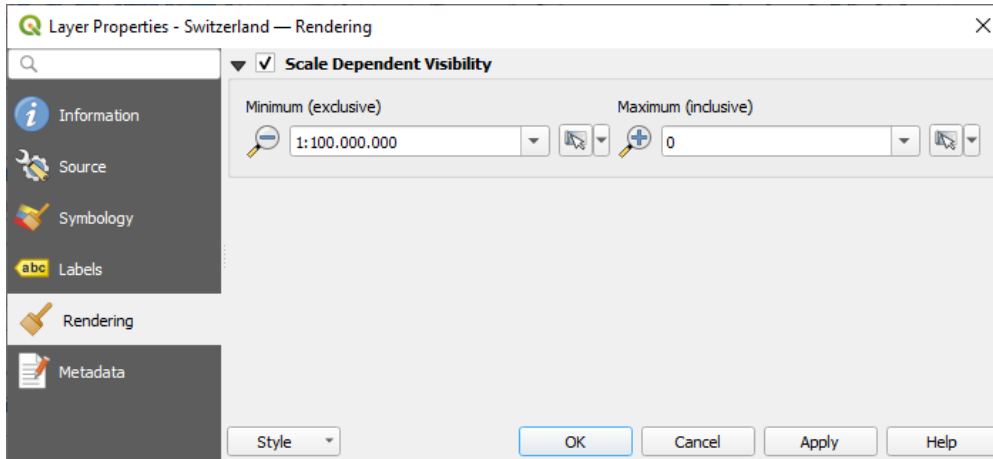 Layer Properties - Switzerland — Rendering
Scale Dependent Visibility
Information
Source
Symbology
abc Labels
Rendering
Metadata
Minimum (exclusive)
Maximum (inclusive)
1:100.000.000
0
Style
OK
Cancel
Apply
Help